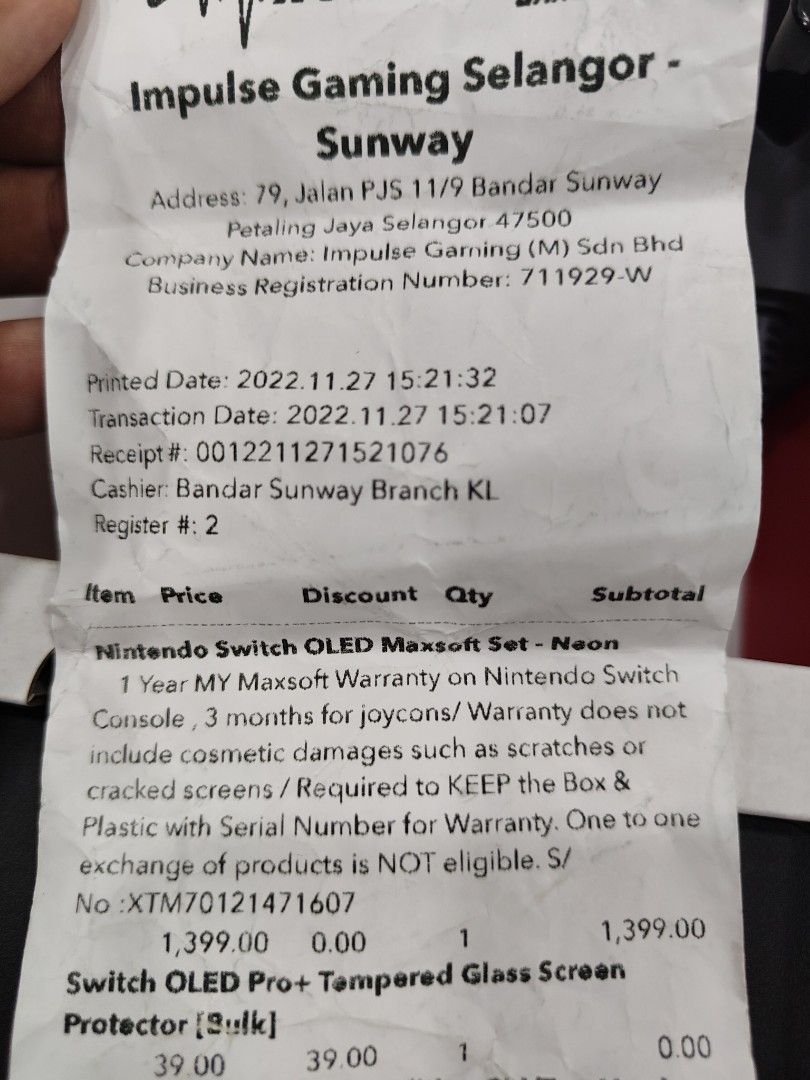 Impulse Gaming Selangor -
Sunway
Address: 79, Jalan PJS 11/9 Bandar Sunway
Petaling Jaya Selangor 47500
Company Name: Impulse Gaming (M) Sdn Bhd
Business Registration Number: 711929-W
Printed Date: 2022.11.27 15:21:32
Transaction Date: 2022.11.27 15:21:07
Receipt #: 0012211271521076
Cashier: Bandar Sunway Branch KL
Register #: 2
Item Price Discount Qty Subtotal
Nintendo Switch OLED Maxsoft Set - Neon
1 Year MY Maxsoft Warranty on Nintendo Switch
Console , 3 months for joycons/ Warranty does not
include cosmetic damages such as scratches or
cracked screens / Required to KEEP the Box &
Plastic with Serial Number for Warranty. One to one
exchange of products is NOT eligible. S/
No :XTM70121471607
1,399.00 0.00 1 1,399.00
Switch OLED Pro+ Tempered Glass Screen
Protector [Bulk]
39.00 39.00 1 0.00